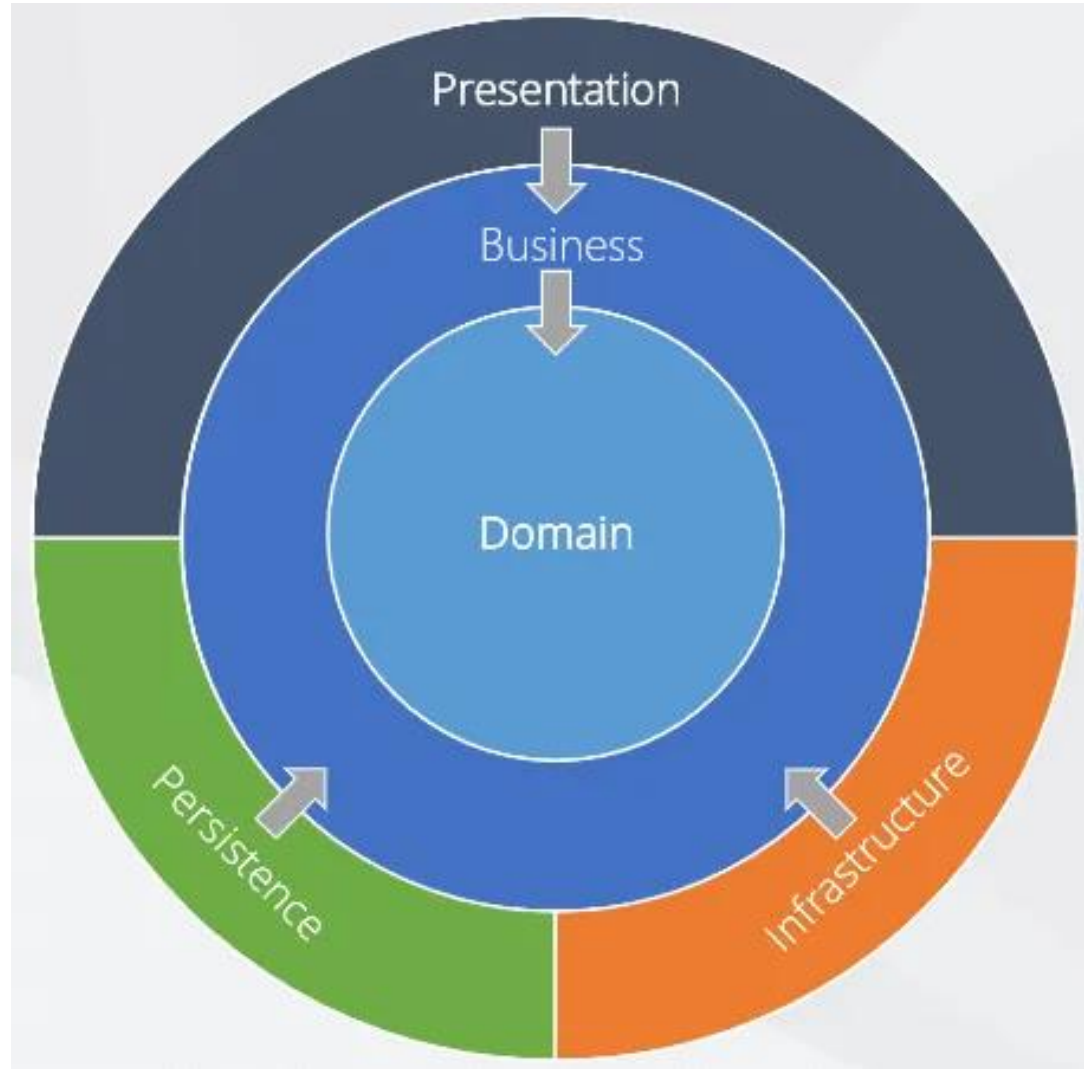 Presentation
Business
Domain
Persistence
Infrastructure